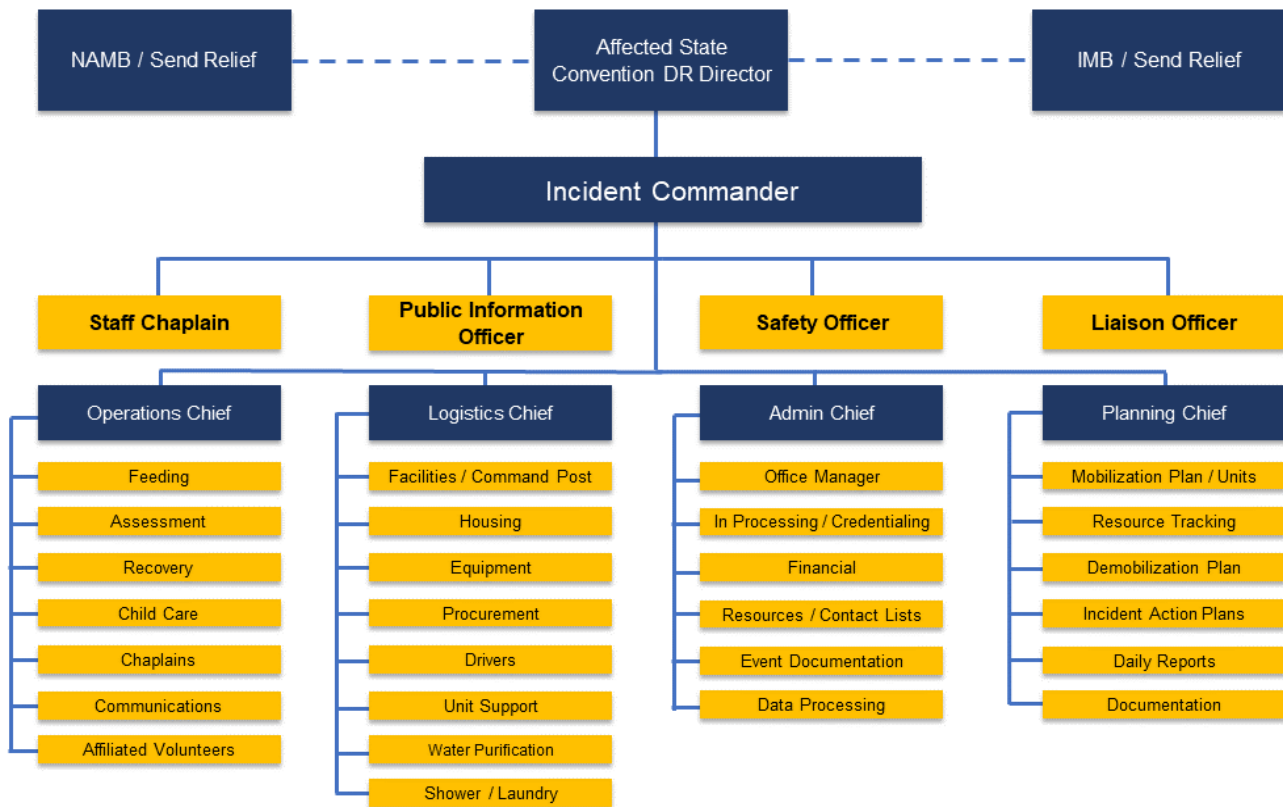 NAMB / Send Relief
Affected State
Convention DR Director
IMB / Send Relief
Incident Commander
Staff Chaplain
Public Information
Officer
Safety Officer
Liaison Officer
Operations Chief
Feeding
Assessment
Recovery
Child Care
Chaplains
Communications
Affiliated Volunteers
Logistics Chief
Facilities / Command Post
Housing
Equipment
Procurement
Drivers
Unit Support
Water Purification
Shower / Laundry
Admin Chief
Office Manager
In Processing / Credentialing
Financial
Resources / Contact Lists
Event Documentation
Data Processing
Planning Chief
Mobilization Plan / Units
Resource Tracking
Demobilization Plan
Incident Action Plans
Daily Reports
Documentation